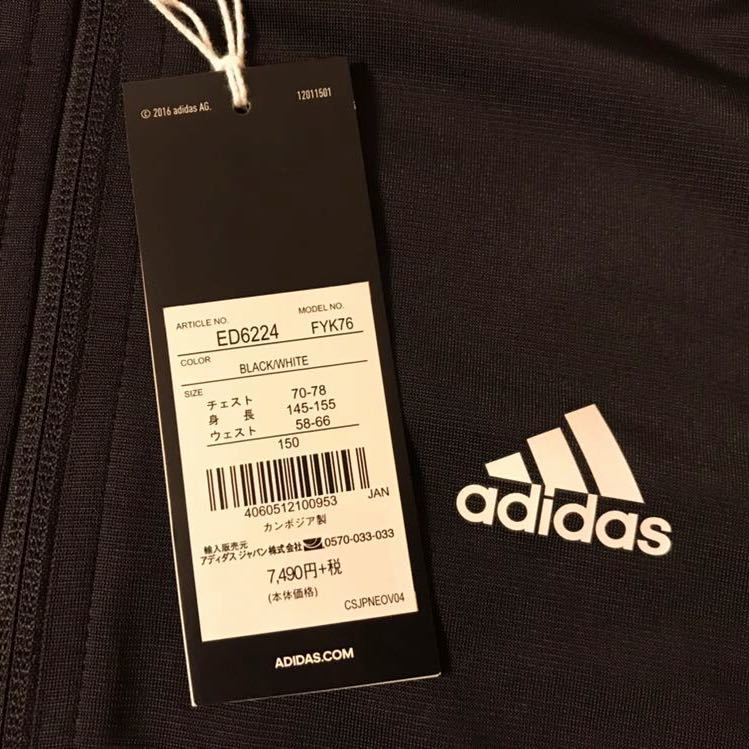 © 2016 adidas AG.
12011501
ARTICLE NO.
MODEL NO.
ED6224
FYK76
COLOR
BLACK/WHITE
SIZE
チェスト 70-78
身長 145-155
ウェスト 58-66
150
4060512100953 JAN
カンボジア製
輸入販売元
アディダス ジャパン株式会社 0570-033-033
7,490円+税
(本体価格)
CSJPNEOV04
ADIDAS.COM
adidas